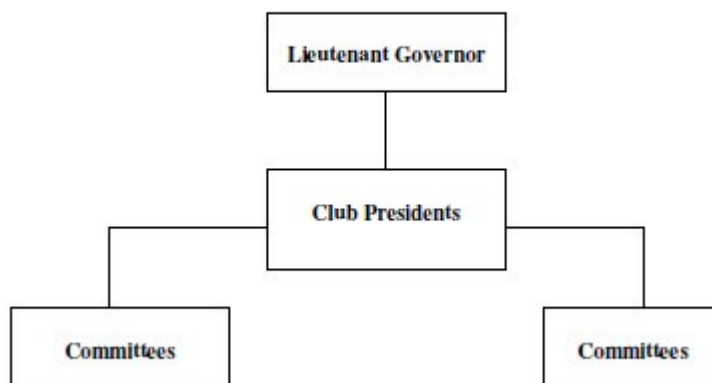 Lieutenant Governor
Club Presidents
Committees
Committees